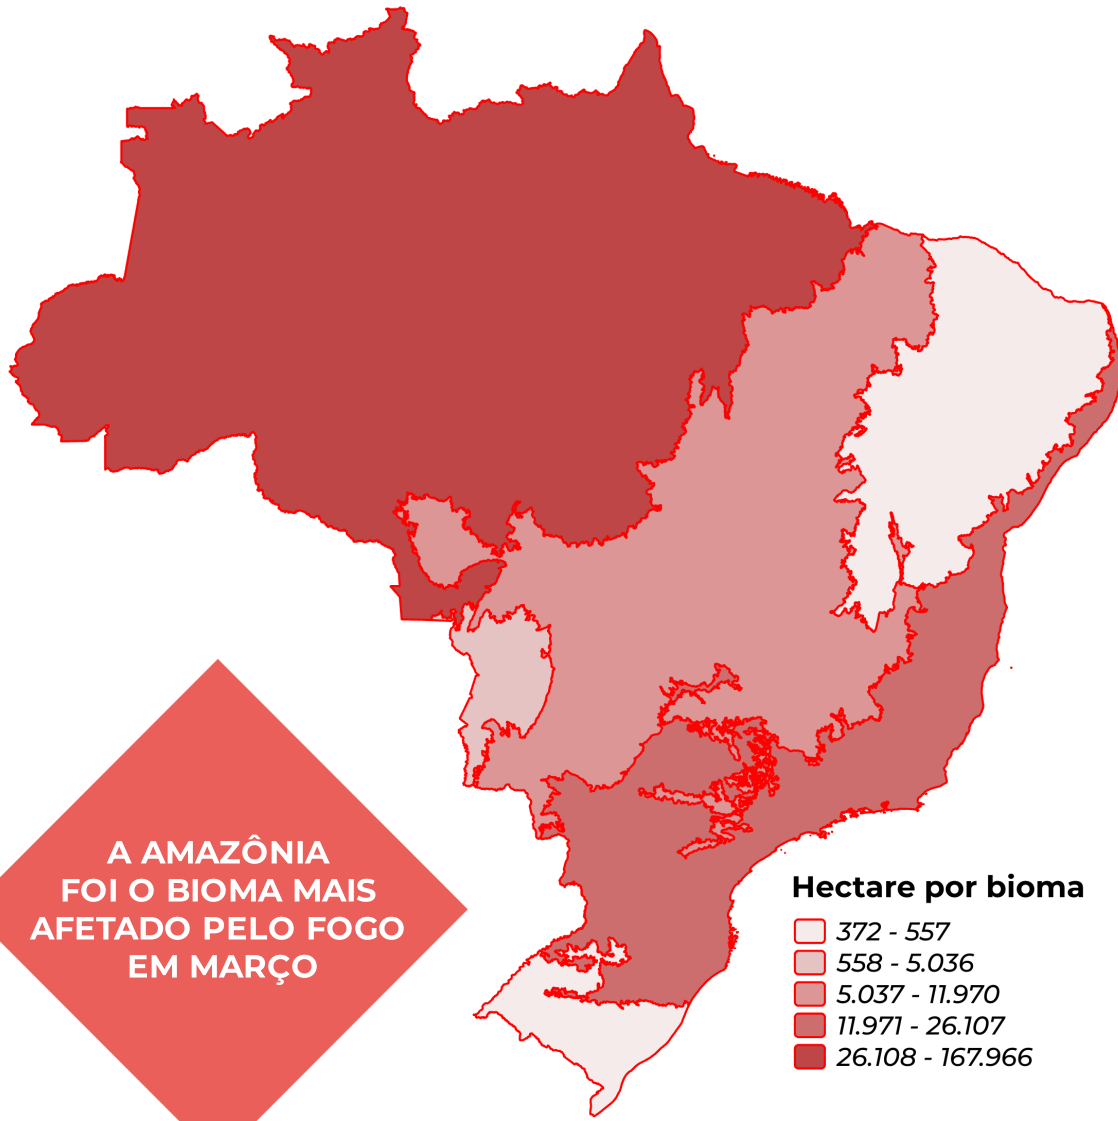 A AMAZÔNIA
FOI O BIOMA MAIS
AFETADO PELO FOGO
EM MARÇO
Hectare por bioma
372 - 557
558 - 5.036
5.037 - 11.970
11.971 - 26.107
26.108 - 167.966